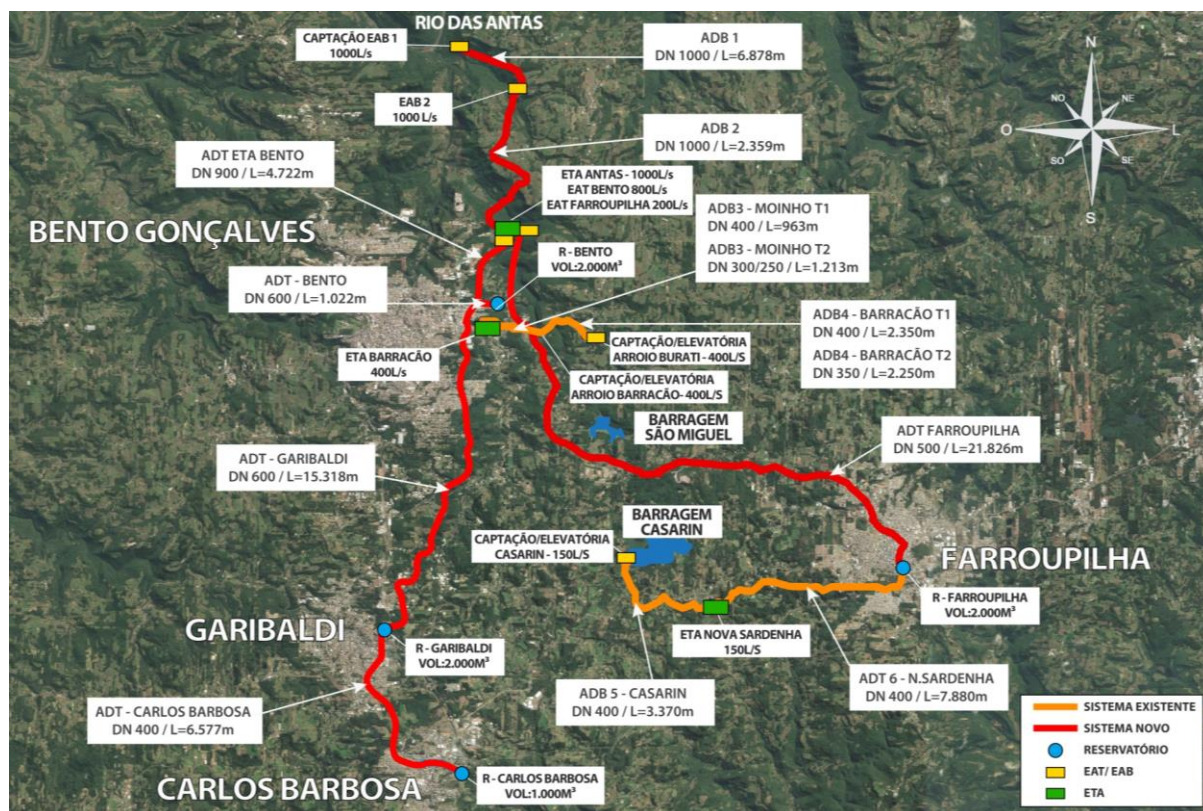 RIO DAS ANTAS
CAPTAÇÃO EAB 1
1000L/s
ADB 1
DN 1000 / L=6.878m
N
NO
NE
O
L
SO
SE
S
EAB 2
1000 L/s
ADB 2
DN 1000 / L=2.359m
ADT ETA BENTO
DN 900 / L=4.722m
ETA ANTAS - 1000L/s
EAT BENTO 800L/s
EAT FARROUPILHA 200L/s
ADB3 - MOINHO T1
DN 400 / L=963m
ADB3 - MOINHO T2
DN 300/250 / L=1.213m
BENTO GONÇALVES
R - BENTO
VOL:2.000M³
ADT - BENTO
DN 600 / L=1.022m
ADB4 - BARRACÃO T1
DN 400 / L=2.350m
ADB4 - BARRACÃO T2
DN 350 / L=2.250m
CAPTAÇÃO/ELEVATÓRIA
ARROIO BURATI - 400L/S
ETA BARRACÃO
400L/s
CAPTAÇÃO/ELEVATÓRIA
ARROIO BARRACÃO- 400L/S
BARRAGEM
SÃO MIGUEL
ADT FARROUPILHA
DN 500 / L=21.826m
ADT - GARIBALDI
DN 600 / L=15.318m
BARRAGEM
CASARIN
CAPTAÇÃO/ELEVATÓRIA
CASARIN - 150L/S
FARROUPILHA
R - FARROUPILHA
VOL:2.000M³
GARIBALDI
R - GARIBALDI
VOL:2.000M³
ETA NOVA SARDENHA
150L/S
ADB 5 - CASARIN
DN 400 / L=3.370m
ADT 6 - N.SARDENHA
DN 400 / L=7.880m
ADT - CARLOS BARBOSA
DN 400 / L=6.577m
CARLOS BARBOSA
R - CARLOS BARBOSA
VOL:1.000M³
SISTEMA EXISTENTE
SISTEMA NOVO
RESERVATÓRIO
EAT/ EAB
ETA